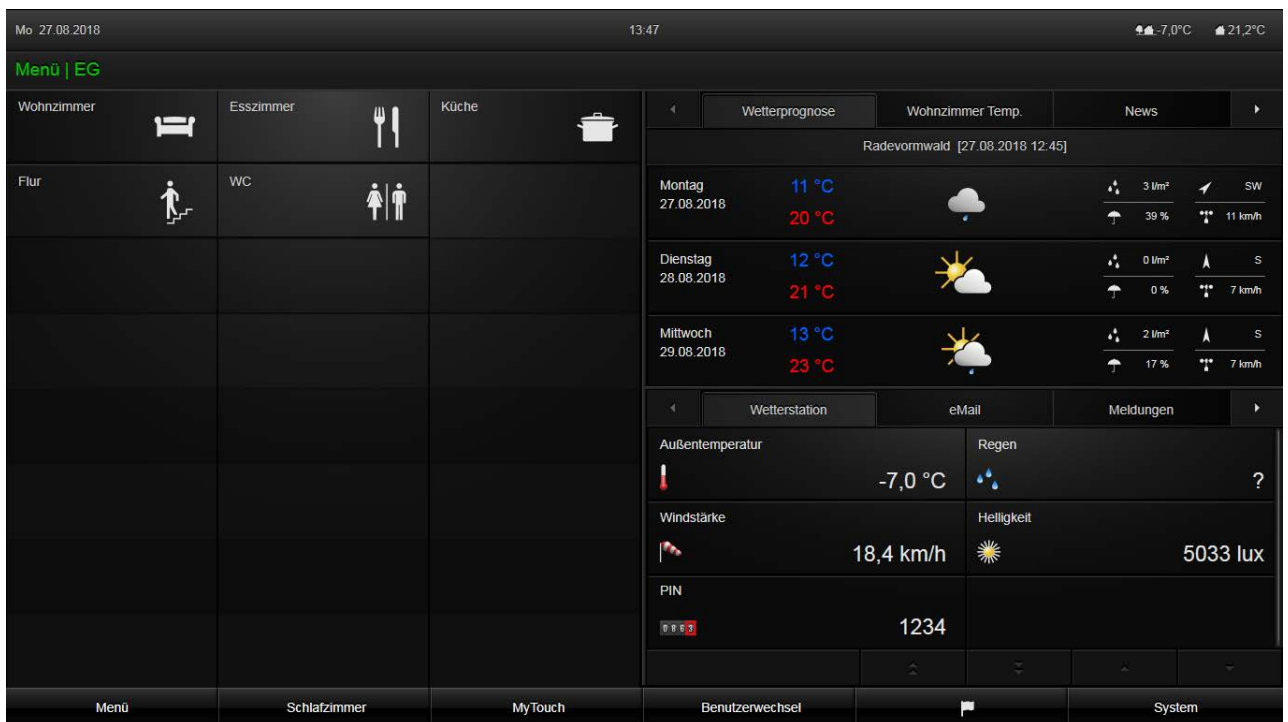 Mo 27.08.2018 13:47 -7,0°C 21,2°C
Menü | EG
Wohnzimmer
Esszimmer
Küche
Flur
WC
Wetterprognose Wohnzimmer Temp. News
Radevormwald [27.08.2018 12:45]
Montag 11 °C 3 l/m² SW
27.08.2018 20 °C 39 % 11 km/h
Dienstag 12 °C 0 l/m² S
28.08.2018 21 °C 0 % 7 km/h
Mittwoch 13 °C 2 l/m² S
29.08.2018 23 °C 17 % 7 km/h
Wetterstation eMail Meldungen
Außentemperatur Regen
-7,0 °C ?
Windstärke Helligkeit
18,4 km/h 5033 lux
PIN
0863 1234
Menü Schlafzimmer MyTouch Benutzerwechsel System